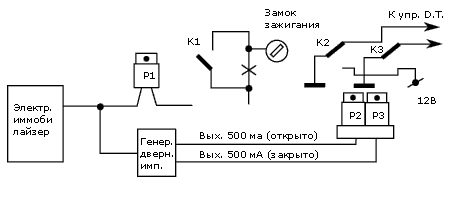 Замок
зажигания
К упр. D.T.
K1
K2
K3
P1
12В
Электр.
иммоби
лайзер
P2 P3
Генер.
дверн.
имп.
Вых. 500 ма (открыто)
Вых. 500 мА (закрыто)